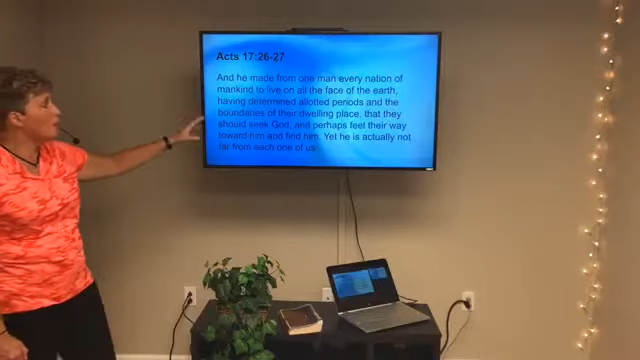 Acts 17:26-27
And he made from one man every nation of
mankind to live on all the face of the earth,
having determined allotted periods and the
boundaries of their dwelling place, that they
should seek God, and perhaps feel their way
toward him and find him. Yet he is actually not
far from each one of us